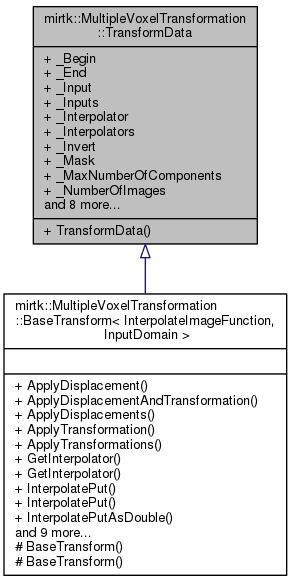 mirtk::MultipleVoxelTransformation
::TransformData
+ _Begin
+ _End
+ _Input
+ _Inputs
+ _Interpolator
+ _Interpolators
+ _Invert
+ _Mask
+ _MaxNumberOfComponents
+ _NumberOfImages
and 8 more...
+ TransformData()
mirtk::MultipleVoxelTransformation
::BaseTransform< InterpolateImageFunction,
InputDomain >
+ ApplyDisplacement()
+ ApplyDisplacementAndTransformation()
+ ApplyDisplacements()
+ ApplyTransformation()
+ ApplyTransformations()
+ GetInterpolator()
+ GetInterpolator()
+ InterpolatePut()
+ InterpolatePut()
+ InterpolatePutAsDouble()
and 9 more...
# BaseTransform()
# BaseTransform()